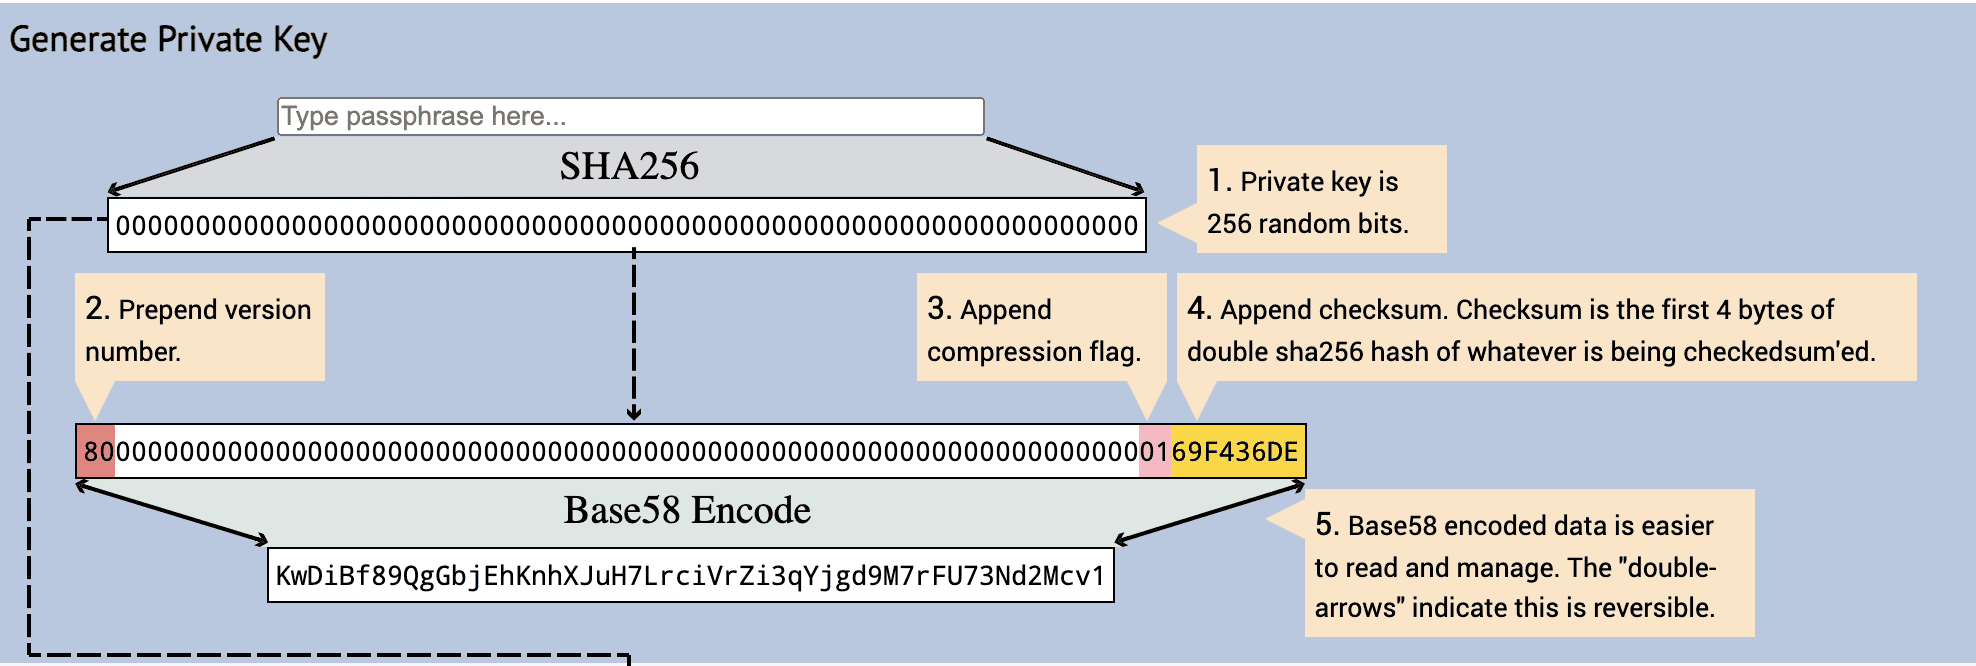 Generate Private Key
Type passphrase here...
SHA256
0000000000000000000000000000000000000000000000000000000000000000
1. Private key is
256 random bits.
2. Prepend version
number.
3. Append
compression flag.
4. Append checksum. Checksum is the first 4 bytes of
double sha256 hash of whatever is being checkedsum'ed.
8000000000000000000000000000000000000000000000000000000000000000000169F436DE
Base58 Encode
5. Base58 encoded data is easier
to read and manage. The "double-
arrows" indicate this is reversible.
KwDiBf89QgGbjEhKnhXJuH7LrciVrZi3qYjgd9M7rFU73Nd2Mcv1